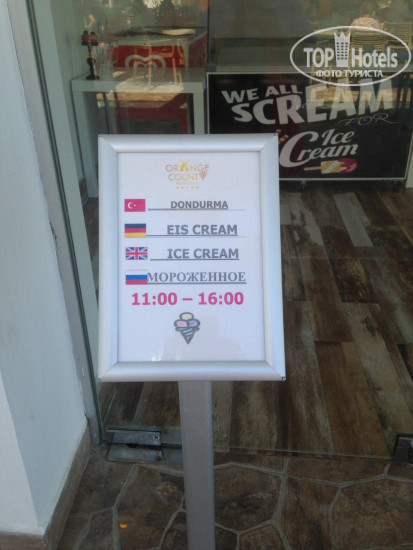 TOP Hotels
ФОТО ТУРИСТА
WE ALL
SCREAM
FOR
Ice
Cream
ORANGE
COUNTY
DONDURMA
EIS CREAM
ICE CREAM
МОРОЖЕННОЕ
11:00 – 16:00